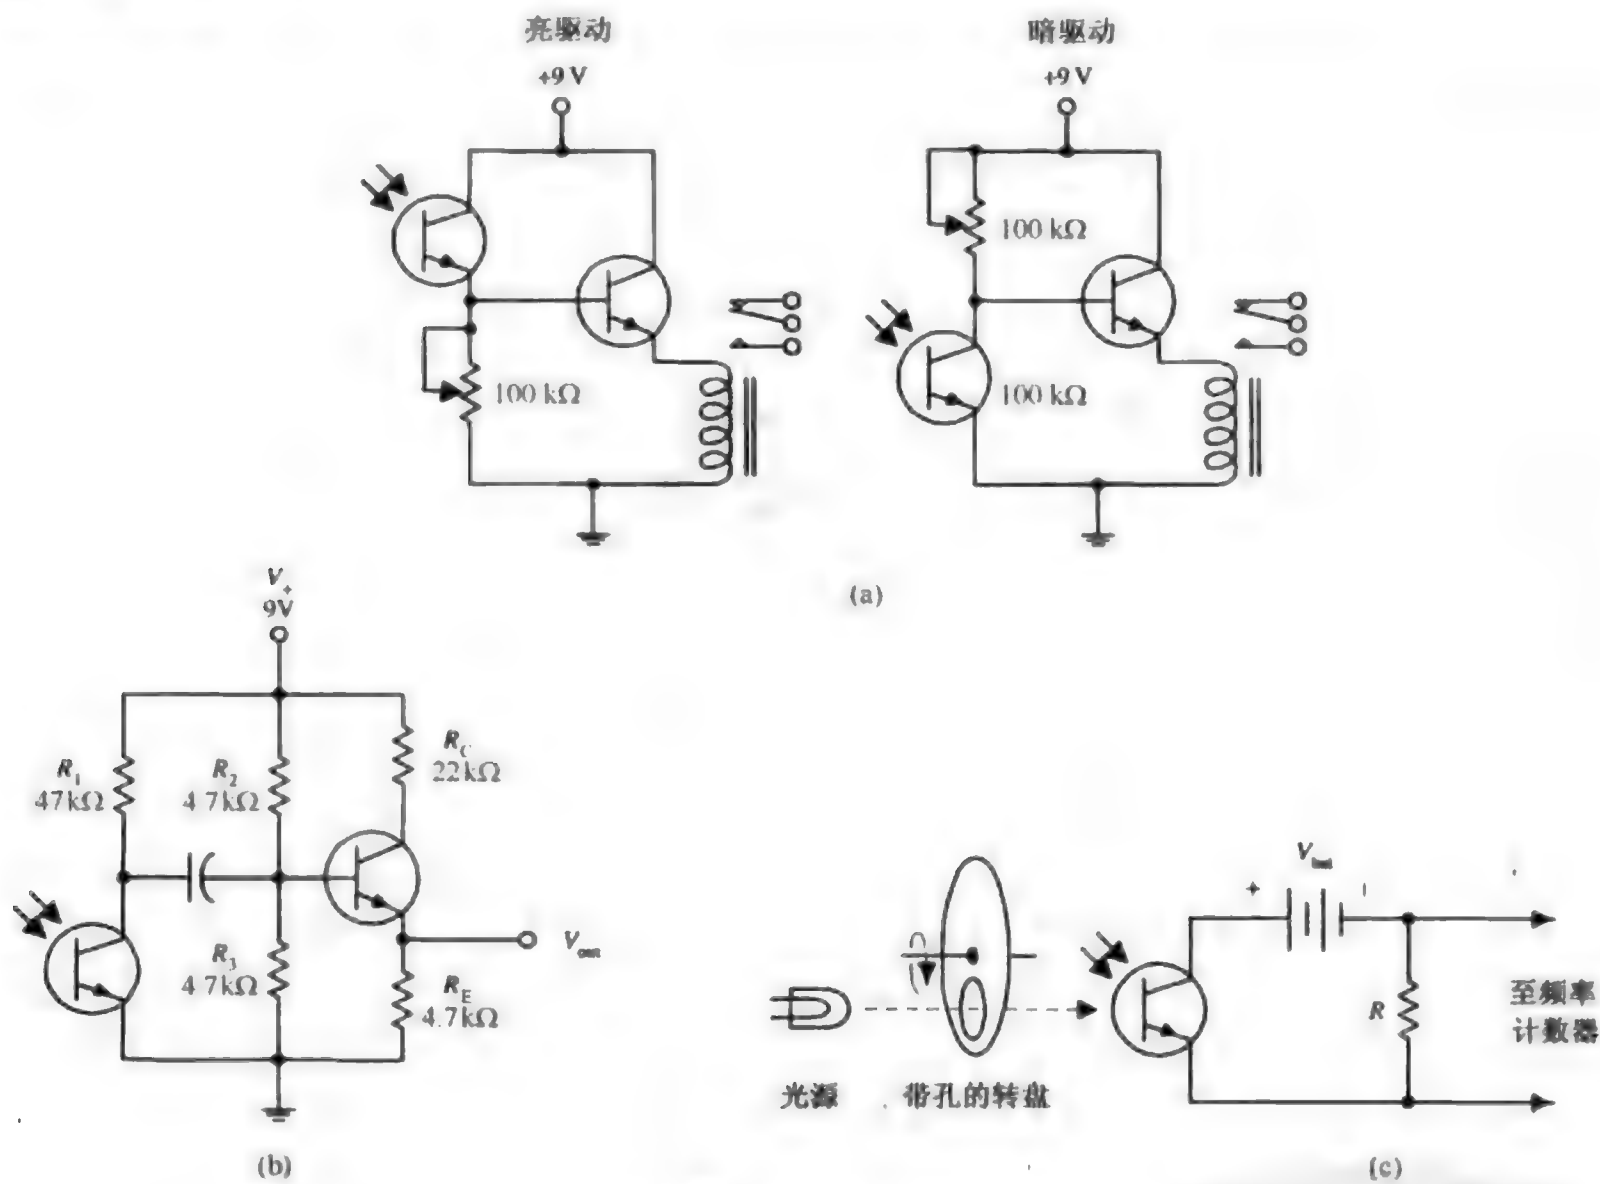 亮驱动
+9 V
100 kΩ
暗驱动
+9 V
100 kΩ
100 kΩ
(a)
V+
9V
R1
47kΩ
R2
4.7kΩ
RC
22kΩ
R3
4.7kΩ
RE
4.7kΩ
Vout
(b)
光源
带孔的转盘
+
R
至频率
计数器
(c)